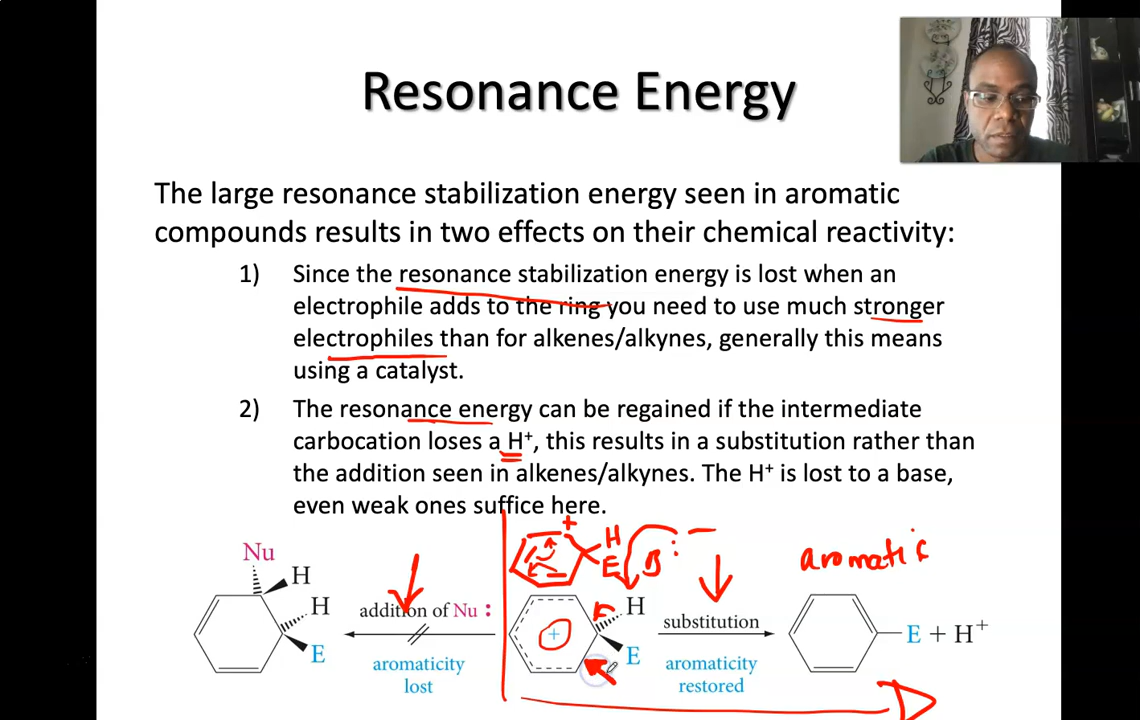 Resonance Energy
The large resonance stabilization energy seen in aromatic
compounds results in two effects on their chemical reactivity:
1) Since the resonance stabilization energy is lost when an
electrophile adds to the ring you need to use much stronger
electrophiles than for alkenes/alkynes, generally this means
using a catalyst.
2) The resonance energy can be regained if the intermediate
carbocation loses a H⁺, this results in a substitution rather than
the addition seen in alkenes/alkynes. The H⁺ is lost to a base,
even weak ones suffice here.
+
H
E B : −
aromatic
Nu
H
H
E
addition of Nu :
aromaticity
lost
+
H
E
substitution
aromaticity
restored
E + H⁺